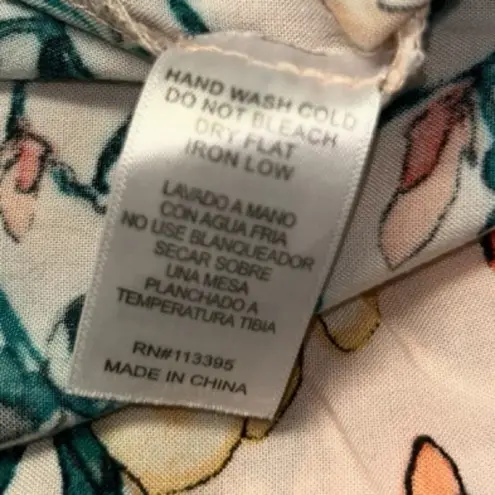 HAND WASH COLD
DO NOT BLEACH
DRY FLAT
IRON LOW
LAVADO A MANO
CON AGUA FRIA
NO USE BLANQUEADOR
SECAR SOBRE
UNA MESA
PLANCHADO A
TEMPERATURA TIBIA
RN#113395
MADE IN CHINA